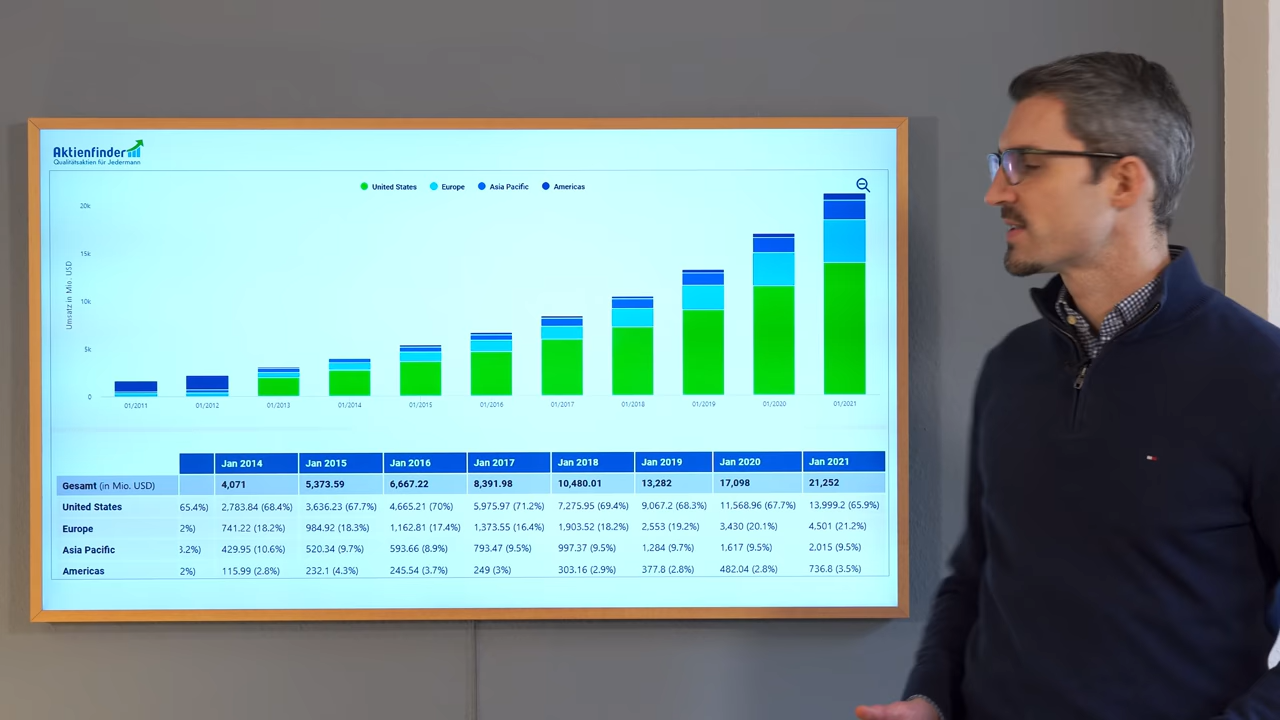 Aktienfinder
Qualitätsaktien für Jedermann
United States Europe Asia Pacific Americas
Umsatz in Mio. USD
20k
15k
10k
5k
0
01/2011 01/2012 01/2013 01/2014 01/2015 01/2016 01/2017 01/2018 01/2019 01/2020 01/2021
Jan 2014 Jan 2015 Jan 2016 Jan 2017 Jan 2018 Jan 2019 Jan 2020 Jan 2021
Gesamt (in Mio. USD) 4,071 5,373.59 6,667.22 8,391.98 10,480.01 13,282 17,098 21,252
United States 65.4%) 2,783.84 (68.4%) 3,636.23 (67.7%) 4,665.21 (70%) 5,975.97 (71.2%) 7,275.95 (69.4%) 9,067.2 (68.3%) 11,568.96 (67.7%) 13,999.2 (65.9%)
Europe 2%) 741.22 (18.2%) 984.92 (18.3%) 1,162.81 (17.4%) 1,373.55 (16.4%) 1,903.52 (18.2%) 2,553 (19.2%) 3,430 (20.1%) 4,501 (21.2%)
Asia Pacific 3.2%) 429.95 (10.6%) 520.34 (9.7%) 593.66 (8.9%) 793.47 (9.5%) 997.37 (9.5%) 1,284 (9.7%) 1.617 (9.5%) 2.015 (9.5%)
Americas 2%) 115.99 (2.8%) 232.1 (4.3%) 245.54 (3.7%) 249 (3%) 303.16 (2.9%) 377.8 (2.8%) 482.04 (2.8%) 736.8 (3.5%)